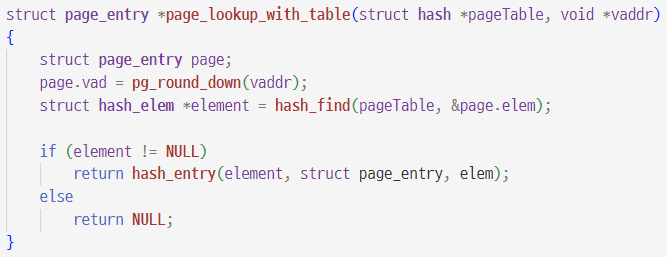 struct page_entry *page_lookup_with_table(struct hash *pageTable, void *vaddr)
{
    struct page_entry page;
    page.vad = pg_round_down(vaddr);
    struct hash_elem *element = hash_find(pageTable, &page.elem);

    if (element != NULL)
        return hash_entry(element, struct page_entry, elem);
    else
        return NULL;
}